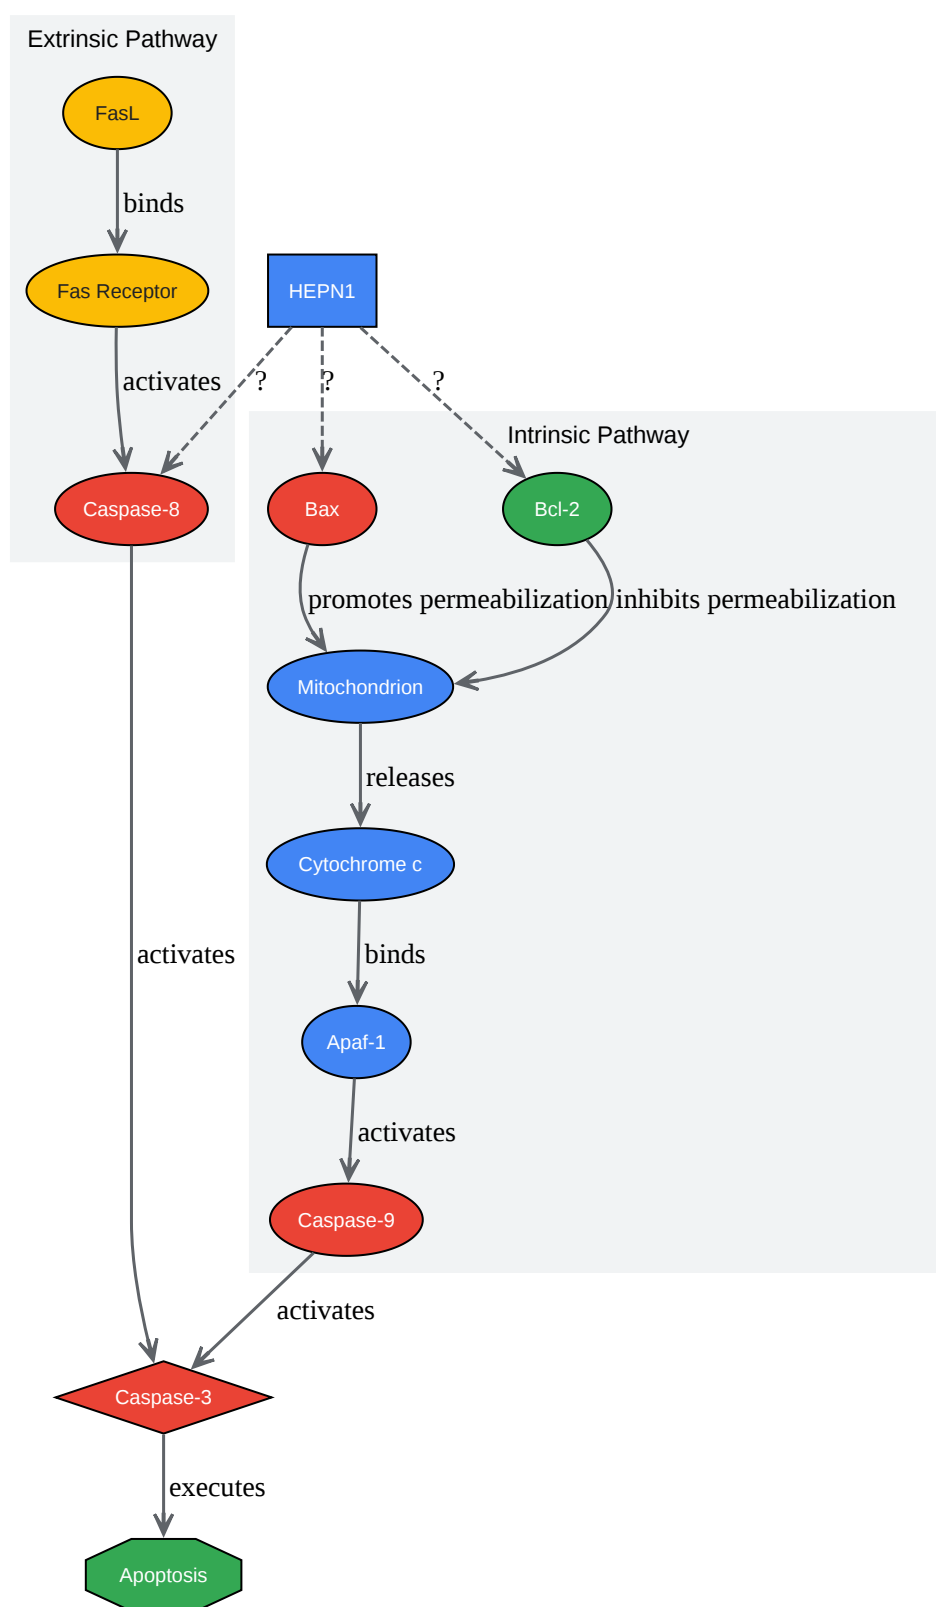 Extrinsic Pathway
FasL
binds
Fas Receptor
HEPN1
activates
?
?
?
Intrinsic Pathway
Caspase-8
Bax
Bcl-2
promotes permeabilization
inhibits permeabilization
Mitochondrion
releases
Cytochrome c
activates
binds
Apaf-1
activates
Caspase-9
activates
Caspase-3
executes
Apoptosis